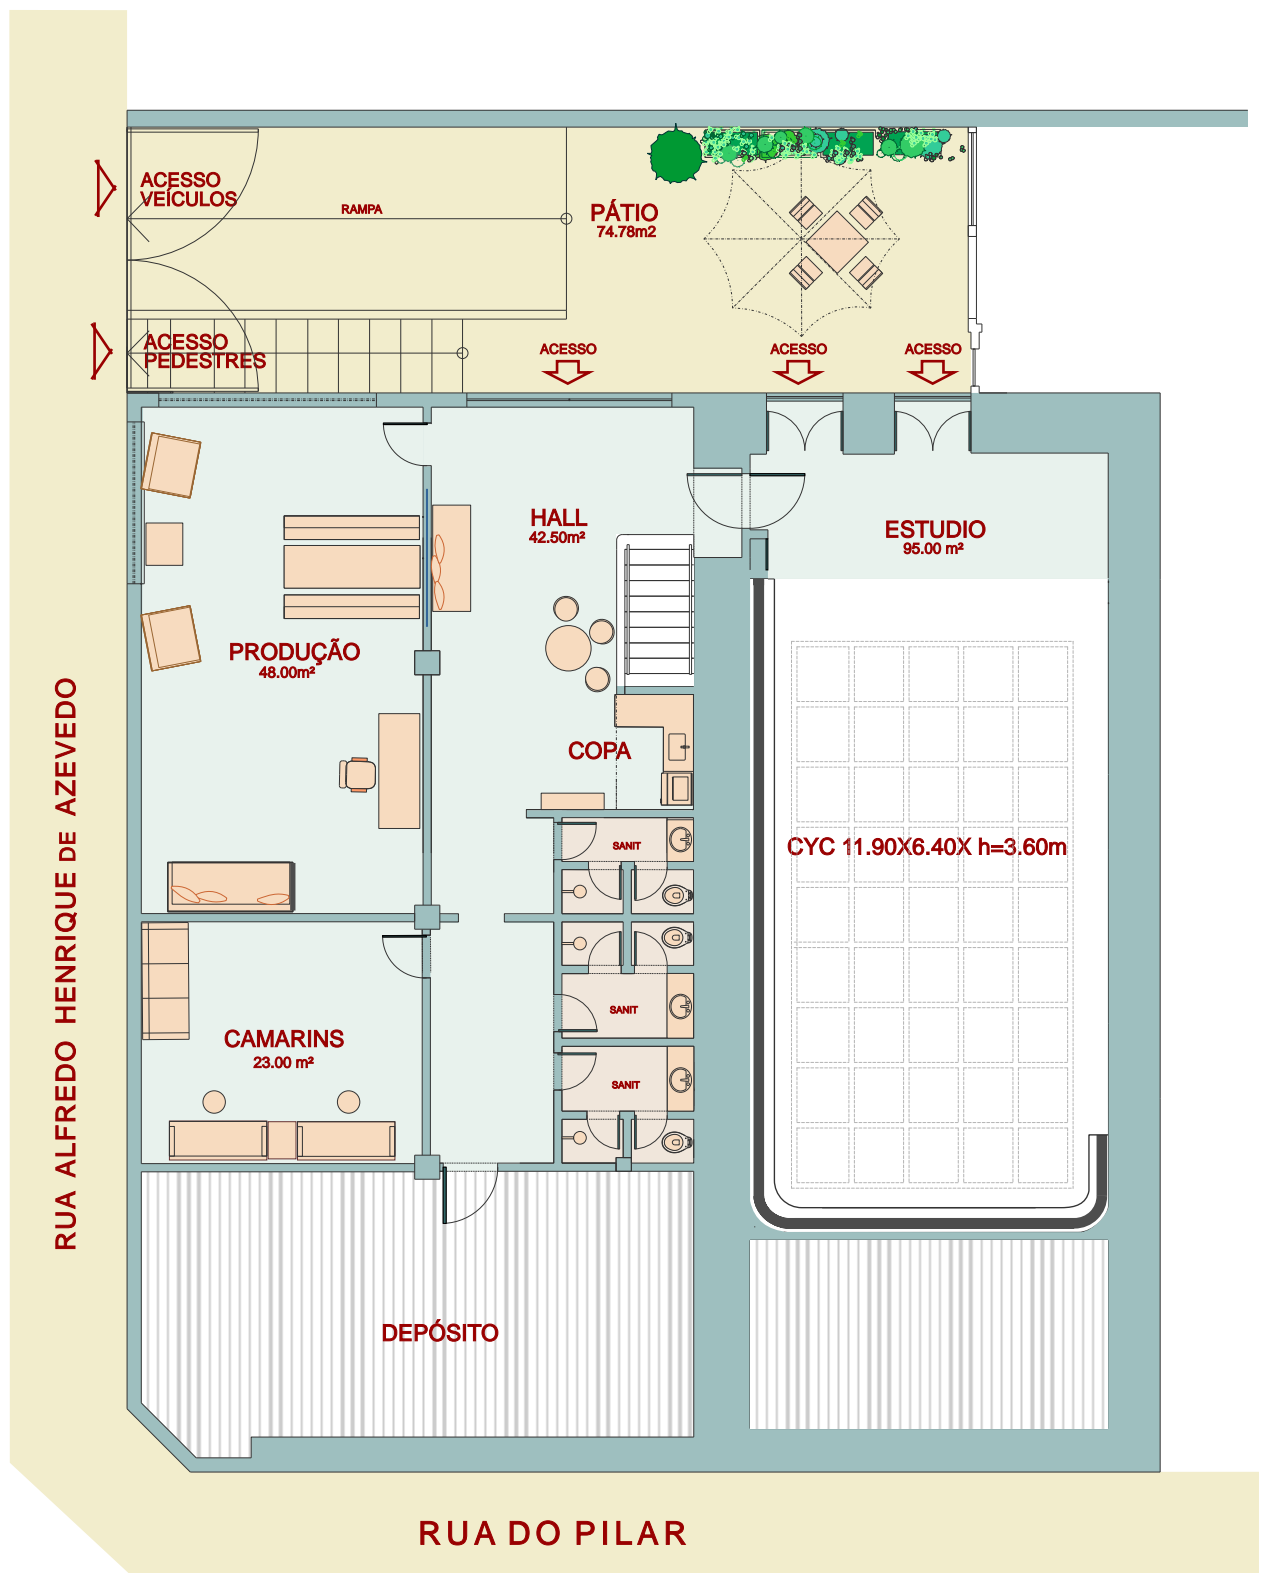 ACESSO
VEÍCULOS
RAMPA
PÁTIO
74.78m2
ACESSO
PEDESTRES
ACESSO
ACESSO
ACESSO
HALL
42.50m²
ESTUDIO
95.00 m²
PRODUÇÃO
48.00m²
COPA
SANIT
CYC 11.90X6.40X h=3.60m
SANIT
CAMARINS
23.00 m²
SANIT
DEPÓSITO
RUA ALFREDO HENRIQUE DE AZEVEDO
RUA DO PILAR